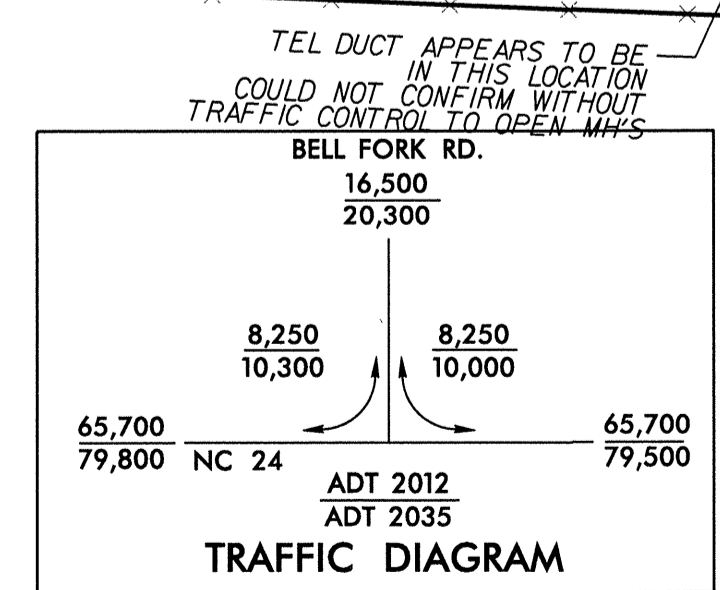 TEL DUCT APPEARS TO BE
IN THIS LOCATION
COULD NOT CONFIRM WITHOUT
TRAFFIC CONTROL TO OPEN MH'S
BELL FORK RD.
16,500
20,300
8,250
10,300
8,250
10,000
65,700
79,800
NC 24
65,700
79,500
ADT 2012
ADT 2035
TRAFFIC DIAGRAM